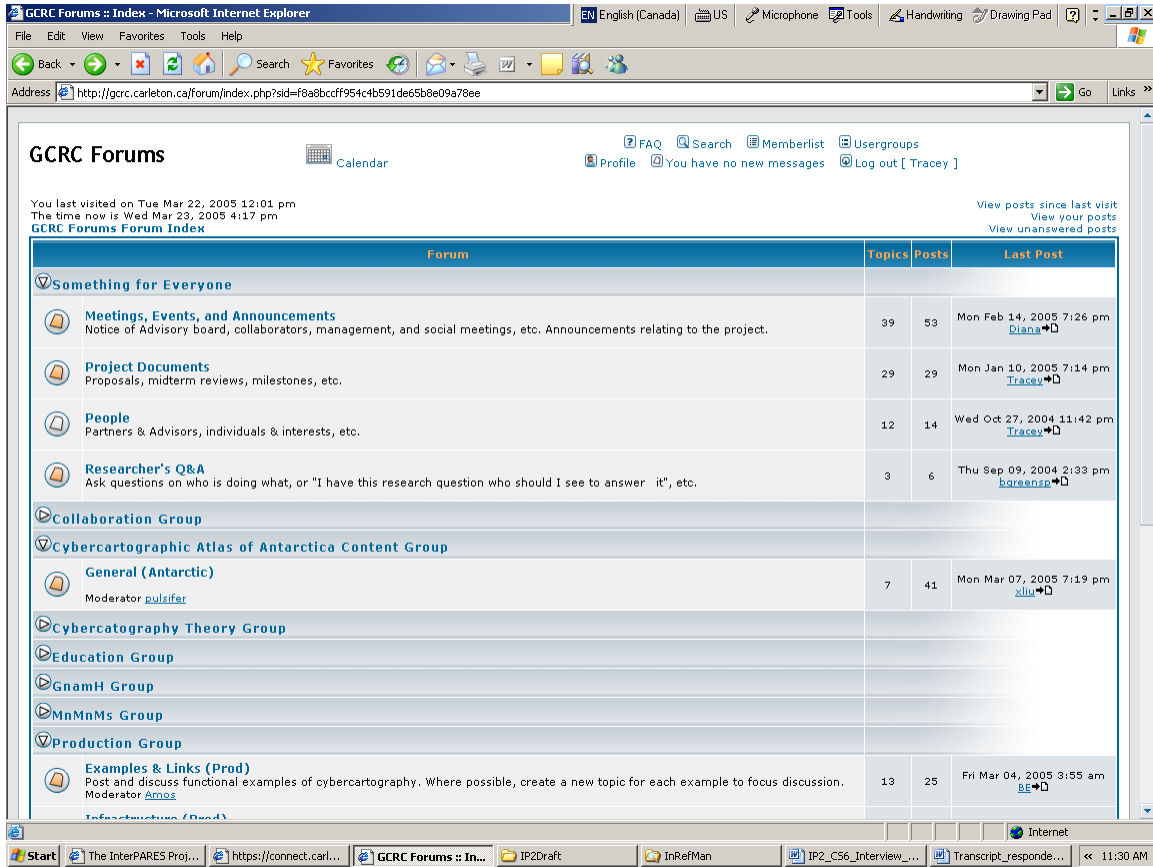 GCRC Forums :: Index - Microsoft Internet Explorer
EN English (Canada) US Microphone Tools Handwriting Drawing Pad
File Edit View Favorites Tools Help
Back Search Favorites
Address http://gcrc.carleton.ca/forum/index.php?sid=f8a8bccff954c4b591de65b8e09a78ee Go Links »
GCRC Forums
Calendar
FAQ Search Memberlist Usergroups
Profile You have no new messages Log out [ Tracey ]
You last visited on Tue Mar 22, 2005 12:01 pm
The time now is Wed Mar 23, 2005 4:17 pm
GCRC Forums Forum Index
View posts since last visit
View your posts
View unanswered posts
Forum Topics Posts Last Post
Something for Everyone
Meetings, Events, and Announcements
Notice of Advisory board, collaborators, management, and social meetings, etc. Announcements relating to the project.
39 53 Mon Feb 14, 2005 7:26 pm
Diana
Project Documents
Proposals, midterm reviews, milestones, etc.
29 29 Mon Jan 10, 2005 7:14 pm
Tracey
People
Partners & Advisors, individuals & interests, etc.
12 14 Wed Oct 27, 2004 11:42 pm
Tracey
Researcher's Q&A
Ask questions on who is doing what, or "I have this research question who should I see to answer it", etc.
3 6 Thu Sep 09, 2004 2:33 pm
bgreensp
Collaboration Group
Cybercartographic Atlas of Antarctica Content Group
General (Antarctic)
Moderator pulsifer
7 41 Mon Mar 07, 2005 7:19 pm
xliu
Cybercatography Theory Group
Education Group
GnamH Group
MnMnMs Group
Production Group
Examples & Links (Prod)
Post and discuss functional examples of cybercartography. Where possible, create a new topic for each example to focus discussion.
Moderator Amos
13 25 Fri Mar 04, 2005 3:55 am
BE
Infrastructure (Prod)
Internet
Start The InterPARES Proj... https://connect.carl... GCRC Forums :: In... IP2Draft InRefMan IP2_CS6_Interview_... Transcript_responde... « 11:30 AM